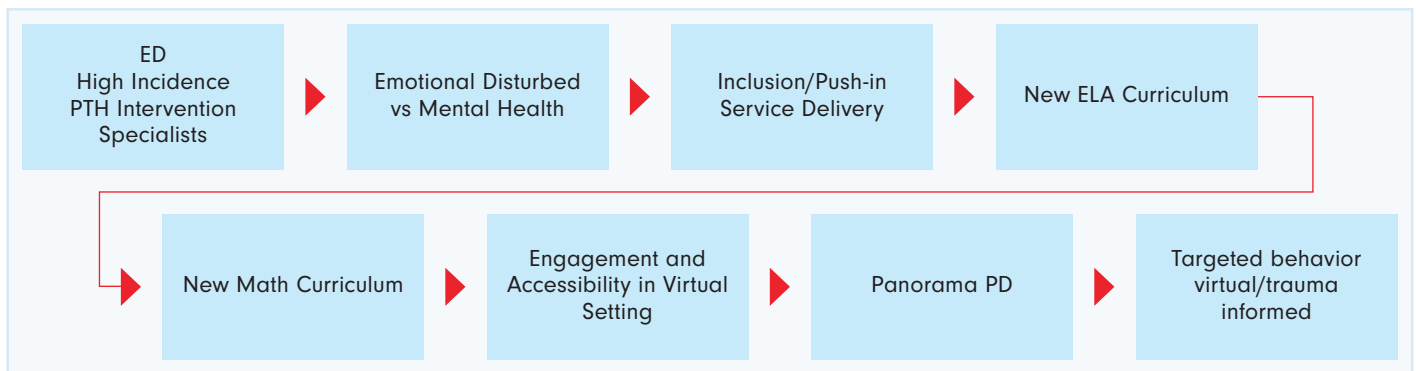 ED
High Incidence
PTH Intervention
Specialists
Emotional Disturbed
vs Mental Health
Inclusion/Push-in
Service Delivery
New ELA Curriculum
New Math Curriculum
Engagement and
Accessibility in Virtual
Setting
Panorama PD
Targeted behavior
virtual/trauma
informed